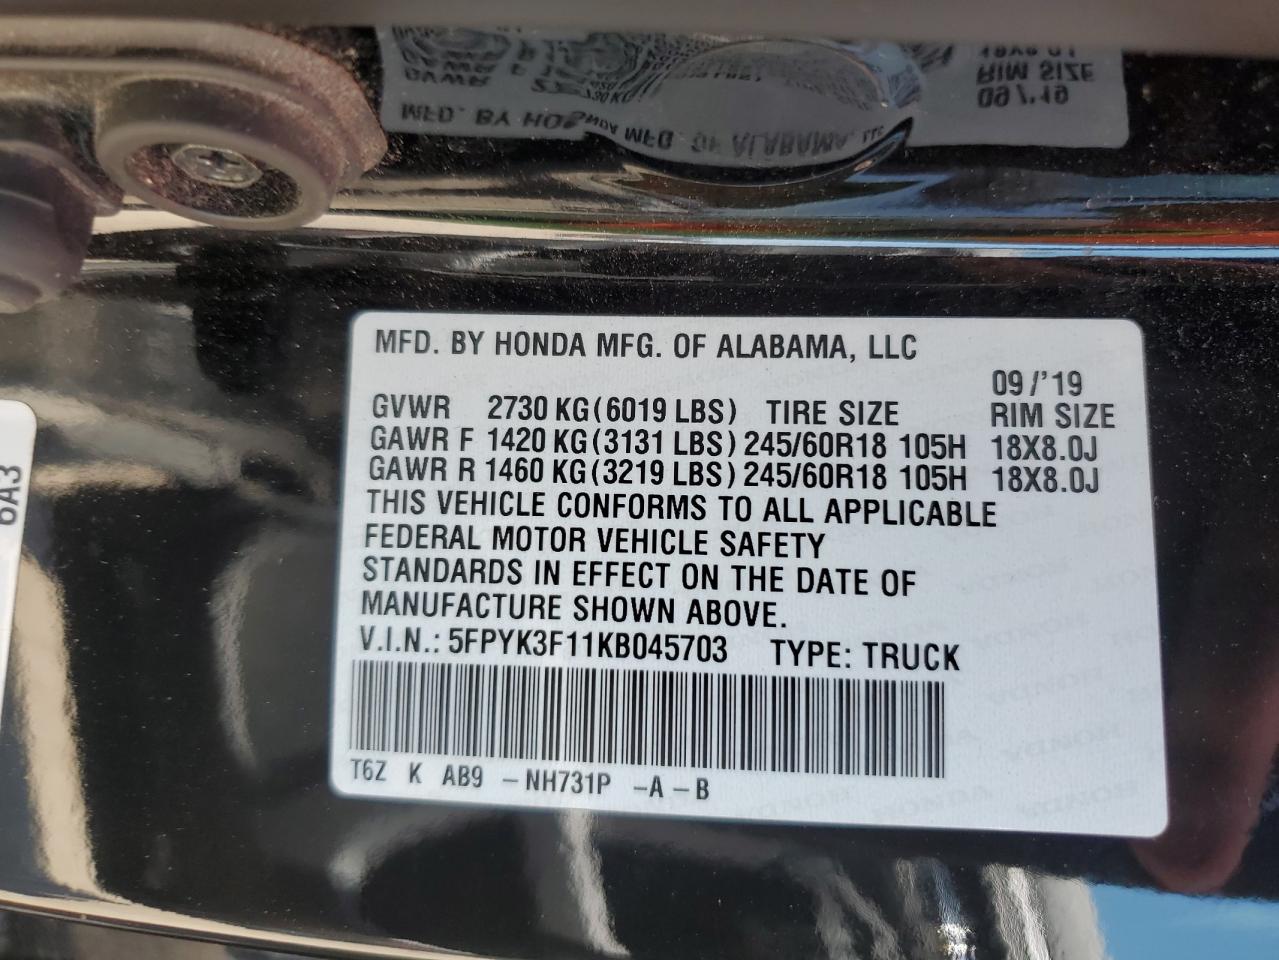 MFD. BY HONDA MFG. OF ALABAMA, LLC
09/'19
GVWR 2730 KG(6019 LBS) TIRE SIZE RIM SIZE
GAWR F 1420 KG(3131 LBS) 245/60R18 105H 18X8.0J
GAWR R 1460 KG(3219 LBS) 245/60R18 105H 18X8.0J
THIS VEHICLE CONFORMS TO ALL APPLICABLE
FEDERAL MOTOR VEHICLE SAFETY
STANDARDS IN EFFECT ON THE DATE OF
MANUFACTURE SHOWN ABOVE.
V.I.N.: 5FPYK3F11KB045703 TYPE: TRUCK
T6Z K AB9 -NH731P -A-B
6A3